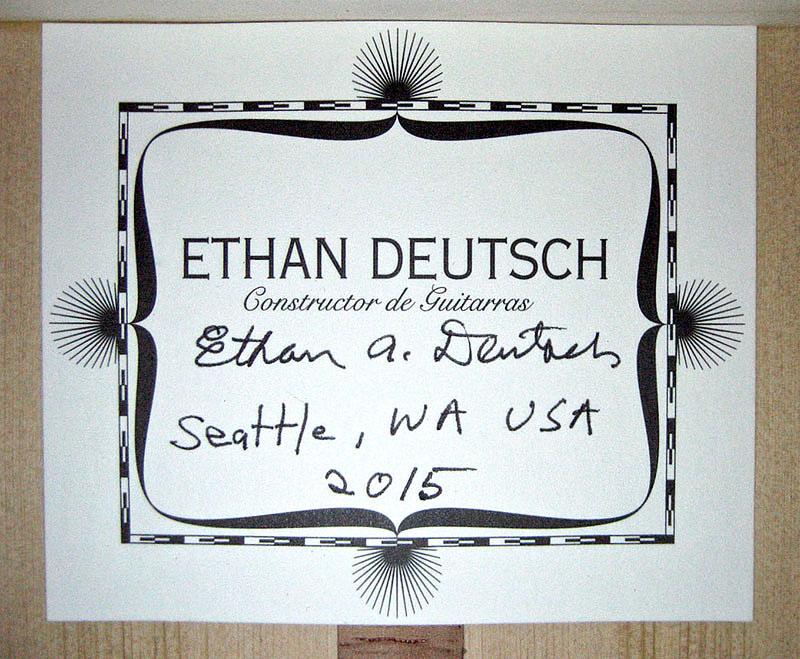 ETHAN DEUTSCH
Constructor de Guitarras
Ethan A. Deutsch
Seattle, WA USA
2015